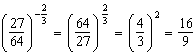 (27/64)^(-2/3) = (64/27)^(2/3) = (4/3)^2 = 16/9